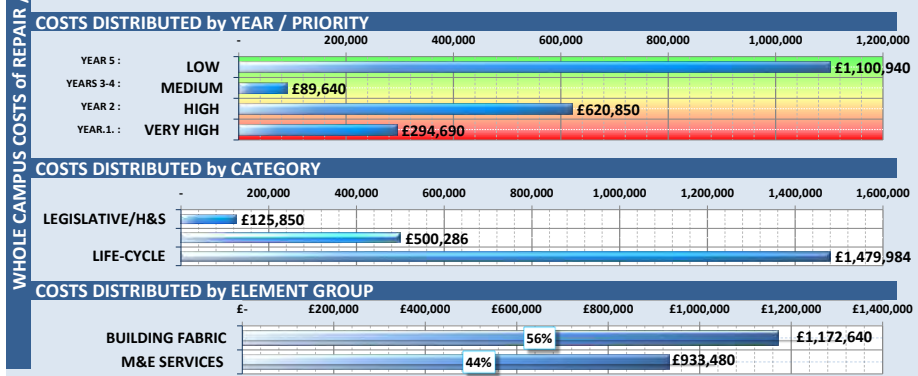 WHOLE CAMPUS COSTS of REPAIR
COSTS DISTRIBUTED by YEAR / PRIORITY
- 200,000 400,000 600,000 800,000 1,000,000 1,200,000
YEAR 5 : LOW £1,100,940
YEARS 3-4 : MEDIUM £89,640
YEAR 2 : HIGH £620,850
YEAR.1. : VERY HIGH £294,690
COSTS DISTRIBUTED by CATEGORY
- 200,000 400,000 600,000 800,000 1,000,000 1,200,000 1,400,000 1,600,000
LEGISLATIVE/H&S £125,850
£500,286
LIFE-CYCLE £1,479,984
COSTS DISTRIBUTED by ELEMENT GROUP
£- £200,000 £400,000 £600,000 £800,000 £1,000,000 £1,200,000 £1,400,000
BUILDING FABRIC 56% £1,172,640
M&E SERVICES 44% £933,480